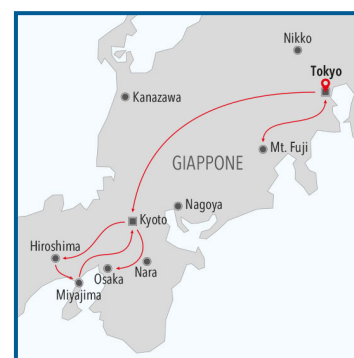 Nikko
Tokyo
Kanazawa
Mt. Fuji
GIAPPONE
Nagoya
Kyoto
Hiroshima
Nara
Osaka
Miyajima